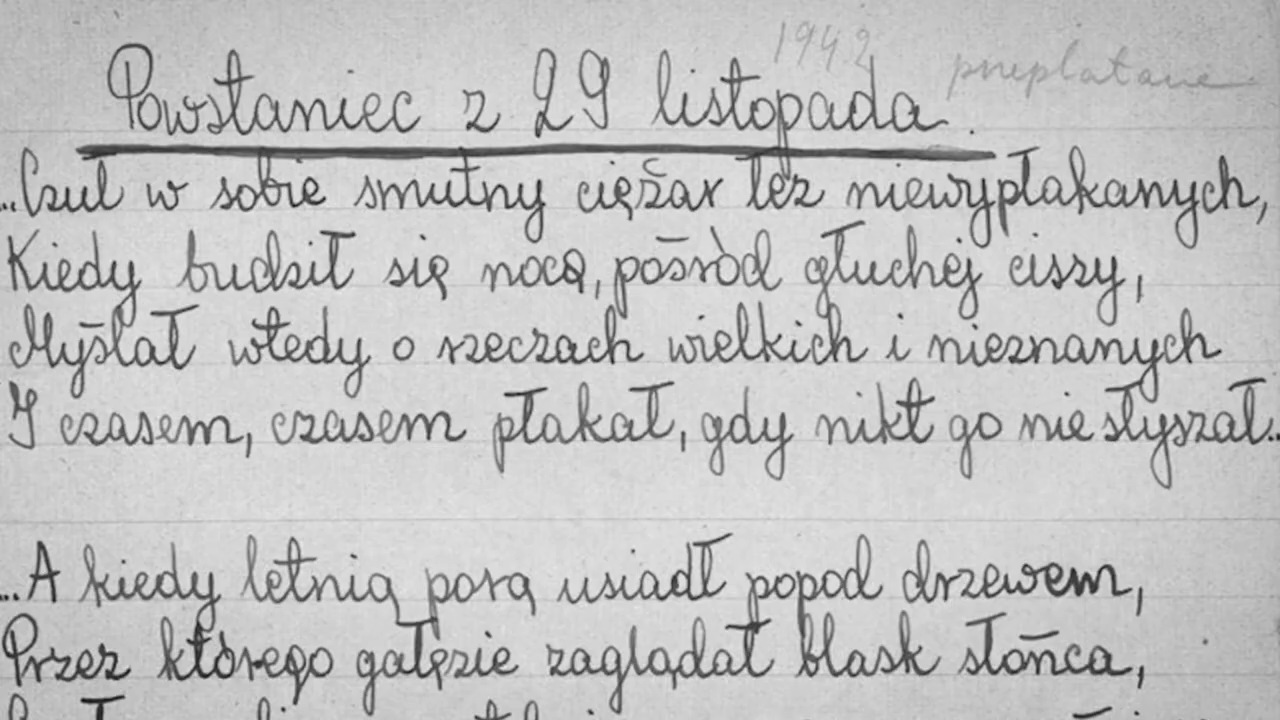 1942 przeplatane
Powstaniec z 29 listopada.
...Czuł w sobie smutny ciężar łez niewypłakanych,
Kiedy budził się nocą, pośród głuchej ciszy,
Myślał wtedy o rzeczach wielkich i nieznanych
I czasem, czasem płakał, gdy nikt go nie słyszał...
...A kiedy letnią porą usiadł popod drzewem,
Przez którego gałęzie zaglądał blask słońca,